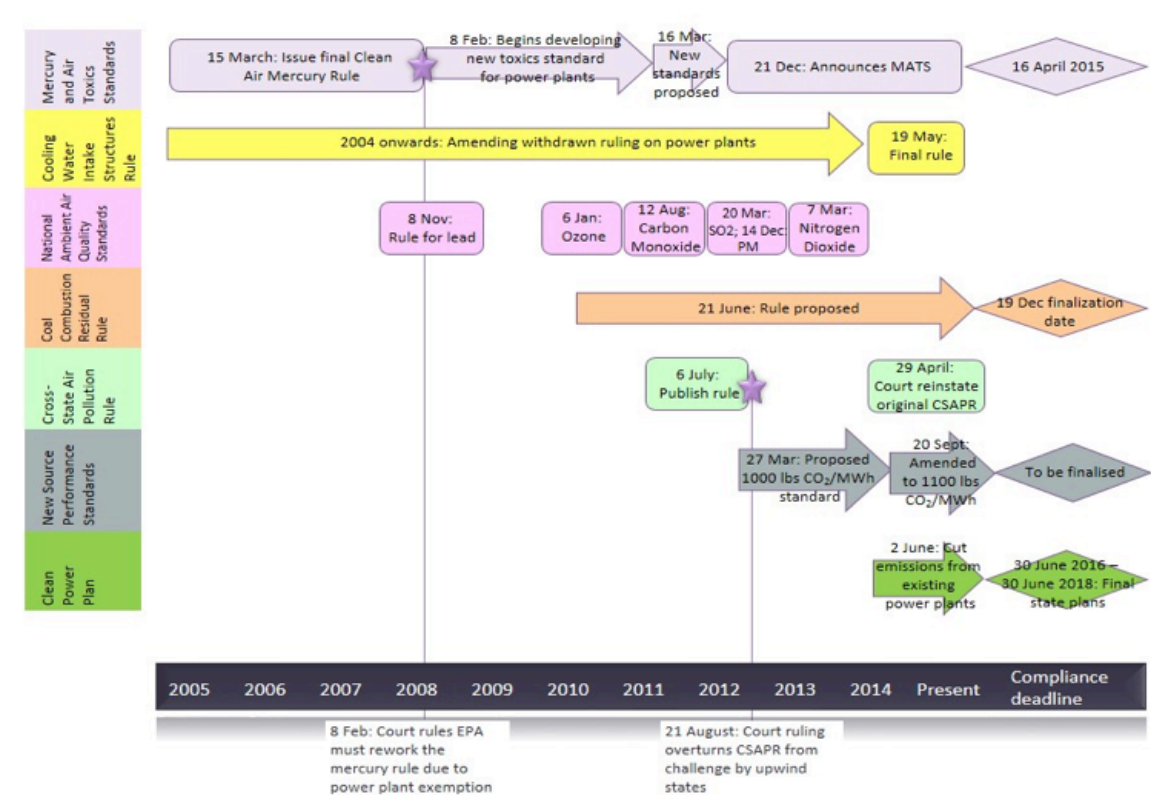 Mercury
and Air
Toxics
Standards
15 March: Issue final Clean
Air Mercury Rule
8 Feb: Begins developing
new toxics standard
for power plants
16 Mar:
New
standards
proposed
21 Dec: Announces MATS
16 April 2015
Cooling
Water
Intake
Structures
Rule
2004 onwards: Amending withdrawn ruling on power plants
19 May:
Final rule
National
Ambient Air
Quality
Standards
8 Nov:
Rule for lead
6 Jan:
Ozone
12 Aug:
Carbon
Monoxide
20 Mar:
SO2; 14 Dec:
PM
7 Mar:
Nitrogen
Dioxide
Coal
Combustion
Residual
Rule
21 June: Rule proposed
19 Dec finalization
date
Cross-
State Air
Pollution
Rule
6 July:
Publish rule
29 April:
Court reinstate
original CSAPR
New Source
Performance
Standards
27 Mar: Proposed
1000 lbs CO₂/MWh
standard
20 Sept:
Amended
to 1100 lbs
CO₂/MWh
To be finalised
Clean
Power
Plan
2 June: Cut
emissions from
existing
power plants
30 June 2016 –
30 June 2018: Final
state plans
2005 2006 2007 2008 2009 2010 2011 2012 2013 2014 Present Compliance
deadline
8 Feb: Court rules EPA
must rework the
mercury rule due to
power plant exemption
21 August: Court ruling
overturns CSAPR from
challenge by upwind
states